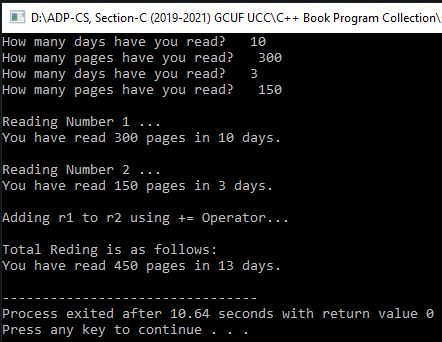 D:\ADP-CS, Section-C (2019-2021) GCUF UCC\C++ Book Program Collection\
How many days have you read?   10
How many pages have you read?   300
How many days have you read?   3
How many pages have you read?   150
Reading Number 1 ...
You have read 300 pages in 10 days.
Reading Number 2 ...
You have read 150 pages in 3 days.
Adding r1 to r2 using += Operator...
Total Reding is as follows:
You have read 450 pages in 13 days.
--------------------------------
Process exited after 10.64 seconds with return value 0
Press any key to continue . . .